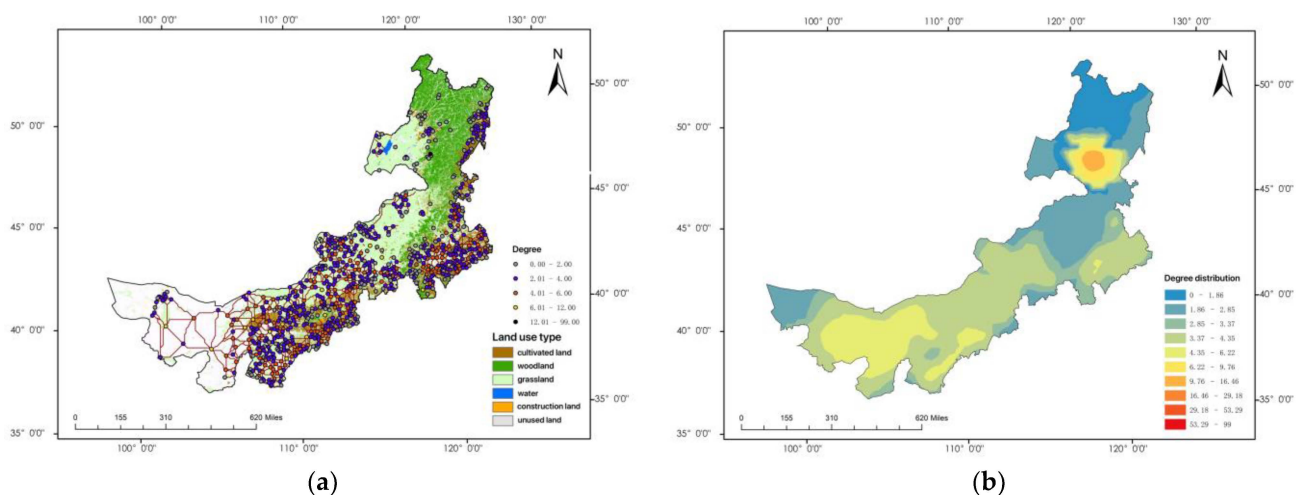 100° 0'0" 110° 0'0" 120° 0'0" 130° 0'0"
N
50° 0'0"
50° 0'0"
45° 0'0"
45° 0'0"
40° 0'0"
40° 0'0"
35° 0'0"
35° 0'0"
Degree
0.00 - 2.00
2.01 - 4.00
4.01 - 6.00
6.01 - 12.00
12.01 - 99.00
Land use type
cultivated land
woodland
grassland
water
construction land
unused land
0 155 310 620 Miles
100° 0'0" 110° 0'0" 120° 0'0"
(a)
100° 0'0" 110° 0'0" 120° 0'0" 130° 0'0"
N
50° 0'0"
50° 0'0"
45° 0'0"
45° 0'0"
40° 0'0"
40° 0'0"
35° 0'0"
35° 0'0"
Degree distribution
0 - 1.86
1.86 - 2.85
2.85 - 3.37
3.37 - 4.35
4.35 - 6.22
6.22 - 9.76
9.76 - 16.46
16.46 - 29.18
29.18 - 53.29
53.29 - 99
0 155 310 620 Miles
100° 0'0" 110° 0'0" 120° 0'0"
(b)